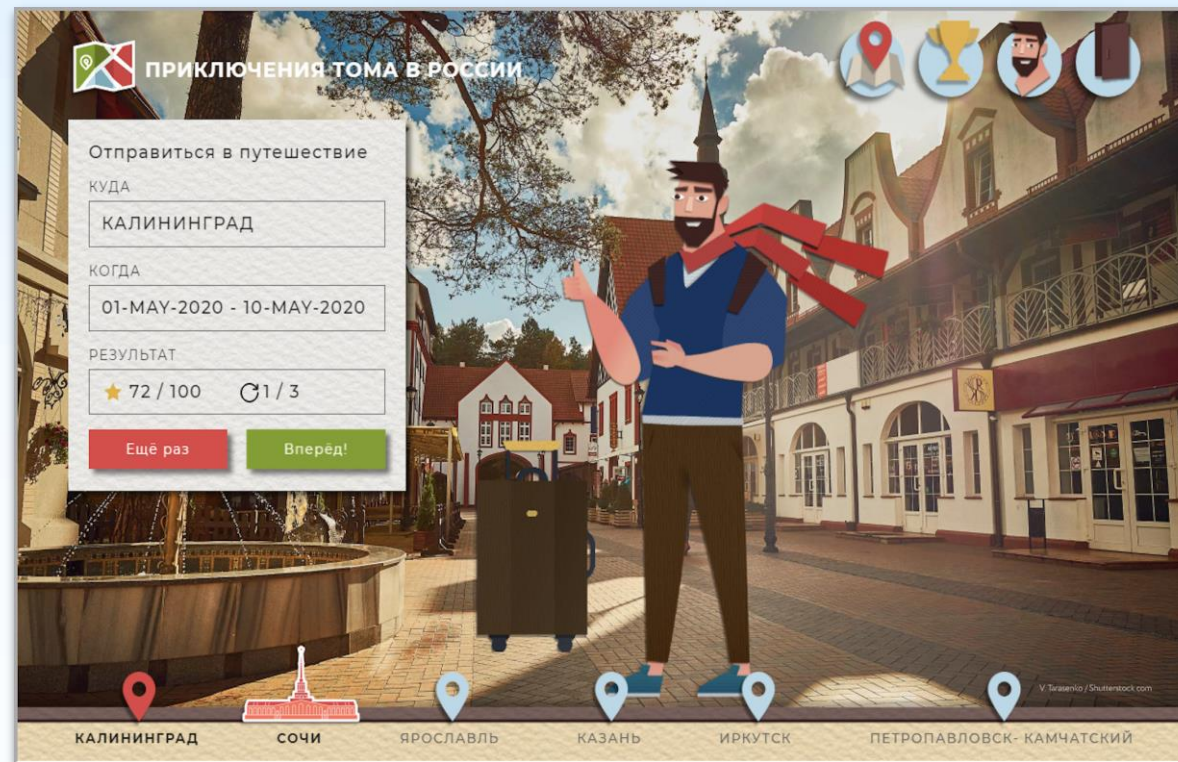 ПРИКЛЮЧЕНИЯ ТОМА В РОССИИ
Отправиться в путешествие
КУДА
КАЛИНИНГРАД
КОГДА
01-MAY-2020 - 10-MAY-2020
РЕЗУЛЬТАТ
72 / 100 1 / 3
Ещё раз Вперёд!
V. Tarasenko / Shutterstock.com
КАЛИНИНГРАД СОЧИ ЯРОСЛАВЛЬ КАЗАНЬ ИРКУТСК ПЕТРОПАВЛОВСК- КАМЧАТСКИЙ